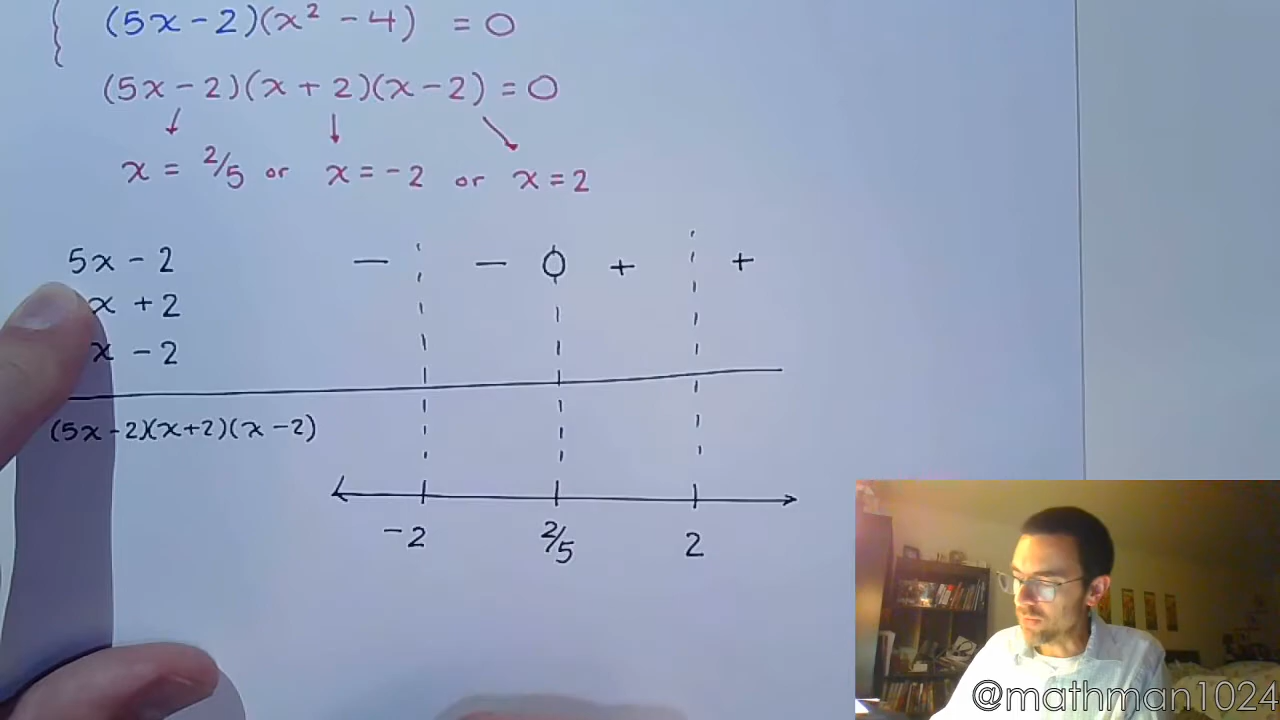 (5x - 2)(x² - 4) = 0
(5x - 2)(x + 2)(x - 2) = 0
x = 2/5 or x = -2 or x = 2
5x - 2 − − 0 + +
x + 2
x - 2
(5x-2)(x+2)(x-2)
-2 2/5 2
@mathman1024